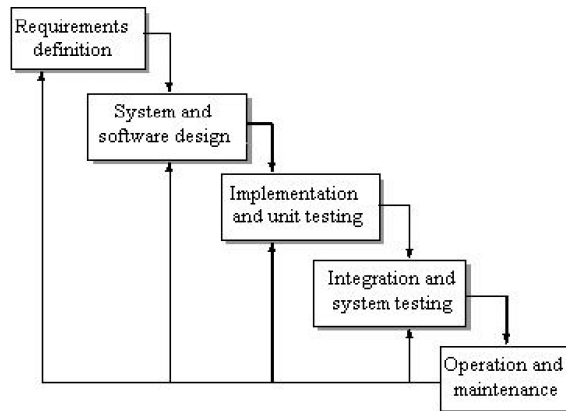 Requirements
definition
System and
software design
Implementation
and unit testing
Integration and
system testing
Operation and
maintenance